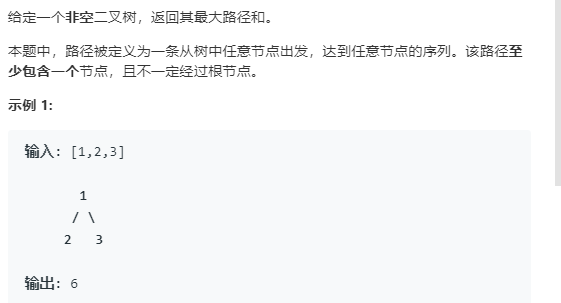 给定一个非空二叉树，返回其最大路径和。
本题中，路径被定义为一条从树中任意节点出发，达到任意节点的序列。该路径至
少包含一个节点，且不一定经过根节点。
示例 1:
输入: [1,2,3]
1
/ \
2 3
输出: 6